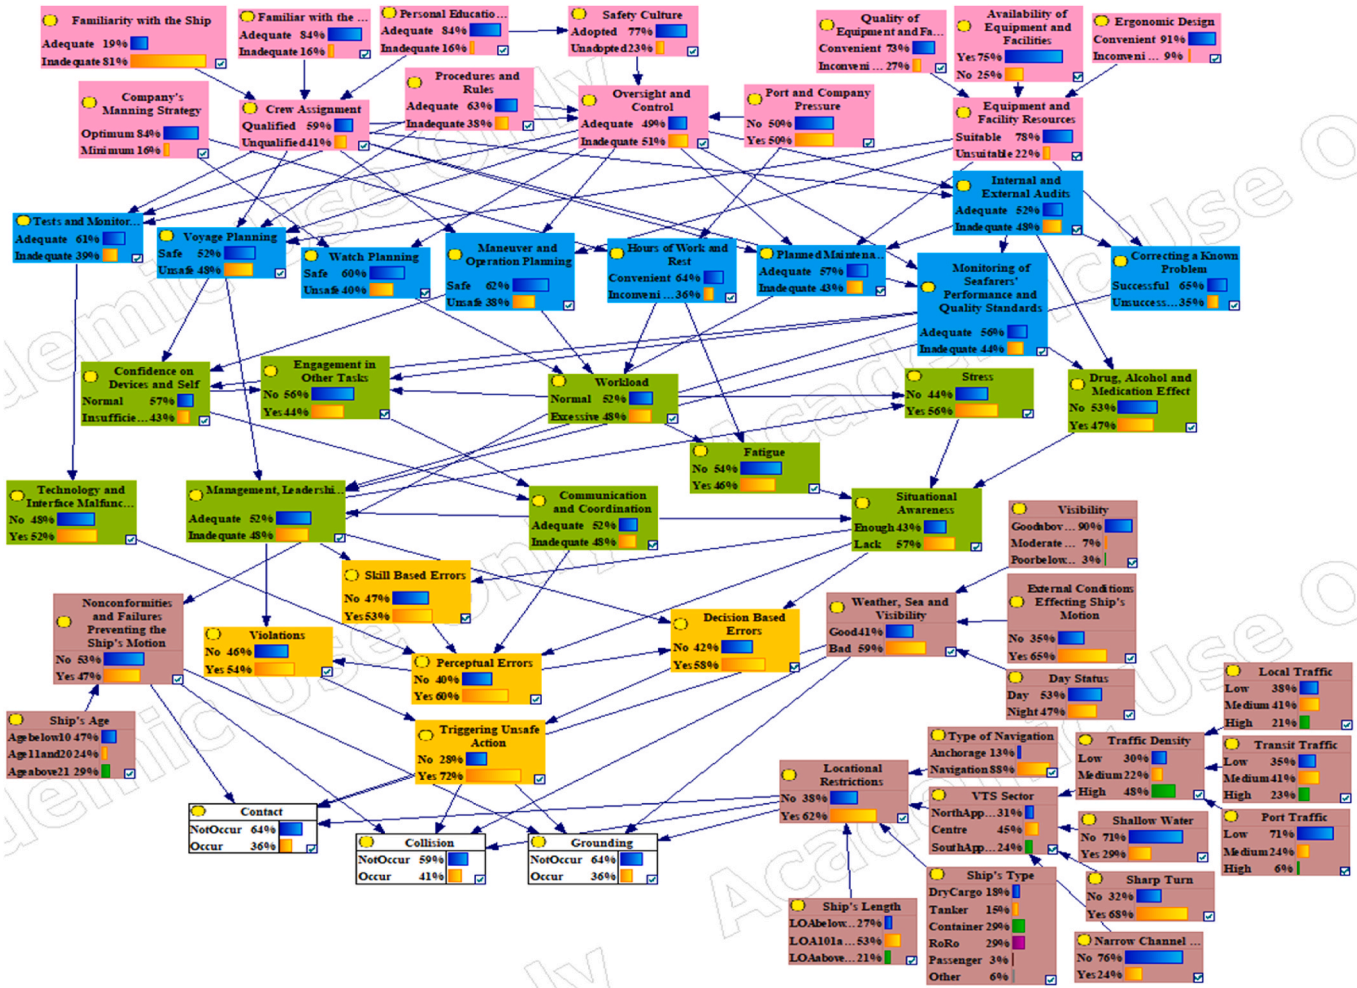 Familiarity with the Ship
Adequate 19%
Inadequate 81%
Familiar with the ...
Adequate 84%
Inadequate 16%
Personal Educatio...
Adequate 84%
Inadequate 16%
Safety Culture
Adopted 77%
Unadopted 23%
Quality of
Equipment and Fa...
Convenient 73%
Inconveni ... 27%
Availability of
Equipment and
Facilities
Yes 75%
No 25%
Ergonomic Design
Convenient 91%
Inconveni ... 9%
Company's
Manning Strategy
Optimum 84%
Minimum 16%
Crew Assignment
Qualified 59%
Unqualified 41%
Procedures and
Rules
Adequate 63%
Inadequate 38%
Oversight and
Control
Adequate 49%
Inadequate 51%
Port and Company
Pressure
No 50%
Yes 50%
Equipment and
Facility Resources
Suitable 78%
Unsuitable 22%
Tests and Monitor...
Adequate 61%
Inadequate 39%
Voyage Planning
Safe 52%
Unsafe 48%
Watch Planning
Safe 60%
Unsafe 40%
Maneuver and
Operation Planning
Safe 62%
Unsafe 38%
Hours of Work and
Rest
Convenient 64%
Inconveni ... 36%
Planned Maintena...
Adequate 57%
Inadequate 43%
Internal and
External Audits
Adequate 52%
Inadequate 48%
Monitoring of
Seafarers'
Performance and
Quality Standards
Adequate 56%
Inadequate 44%
Correcting a Known
Problem
Successful 65%
Unsuccess... 35%
Confidence on
Devices and Self
Normal 57%
Insufficie... 43%
Engagement in
Other Tasks
No 56%
Yes 44%
Workload
Normal 52%
Excessive 48%
Stress
No 44%
Yes 56%
Drug, Alcohol and
Medication Effect
No 53%
Yes 47%
Fatigue
No 54%
Yes 46%
Technology and
Interface Malfunc...
No 48%
Yes 52%
Management, Leadershi...
Adequate 52%
Inadequate 48%
Communication
and Coordination
Adequate 52%
Inadequate 48%
Situational
Awareness
Enough 43%
Lack 57%
Visibility
Goodabov ... 90%
Moderate ... 7%
Poorbelow... 3%
Skill Based Errors
No 47%
Yes 53%
Nonconformities
and Failures
Preventing the
Ship's Motion
No 53%
Yes 47%
Violations
No 46%
Yes 54%
Perceptual Errors
No 40%
Yes 60%
Decision Based
Errors
No 42%
Yes 58%
Weather, Sea and
Visibility
Good 41%
Bad 59%
External Conditions
Effecting Ship's
Motion
No 35%
Yes 65%
Day Status
Day 53%
Night 47%
Ship's Age
Agebelow10 47%
Age11and20 24%
Ageabove21 29%
Triggering Unsafe
Action
No 28%
Yes 72%
Local Traffic
Low 38%
Medium 41%
High 21%
Type of Navigation
Anchorage 13%
Navigation 88%
Traffic Density
Low 30%
Medium 22%
High 48%
Transit Traffic
Low 35%
Medium 41%
High 23%
Locational
Restrictions
No 38%
Yes 62%
VTS Sector
NorthApp... 31%
Centre 45%
SouthApp... 24%
Shallow Water
No 71%
Yes 29%
Port Traffic
Low 71%
Medium 24%
High 6%
Contact
NotOccur 64%
Occur 36%
Collision
NotOccur 59%
Occur 41%
Grounding
NotOccur 64%
Occur 36%
Ship's Length
LOAbelow... 27%
LOA101a... 53%
LOAabove... 21%
Ship's Type
DryCargo 18%
Tanker 15%
Container 29%
RoRo 29%
Passenger 3%
Other 6%
Sharp Turn
No 32%
Yes 68%
Narrow Channel ...
No 76%
Yes 24%
Academic Use Only